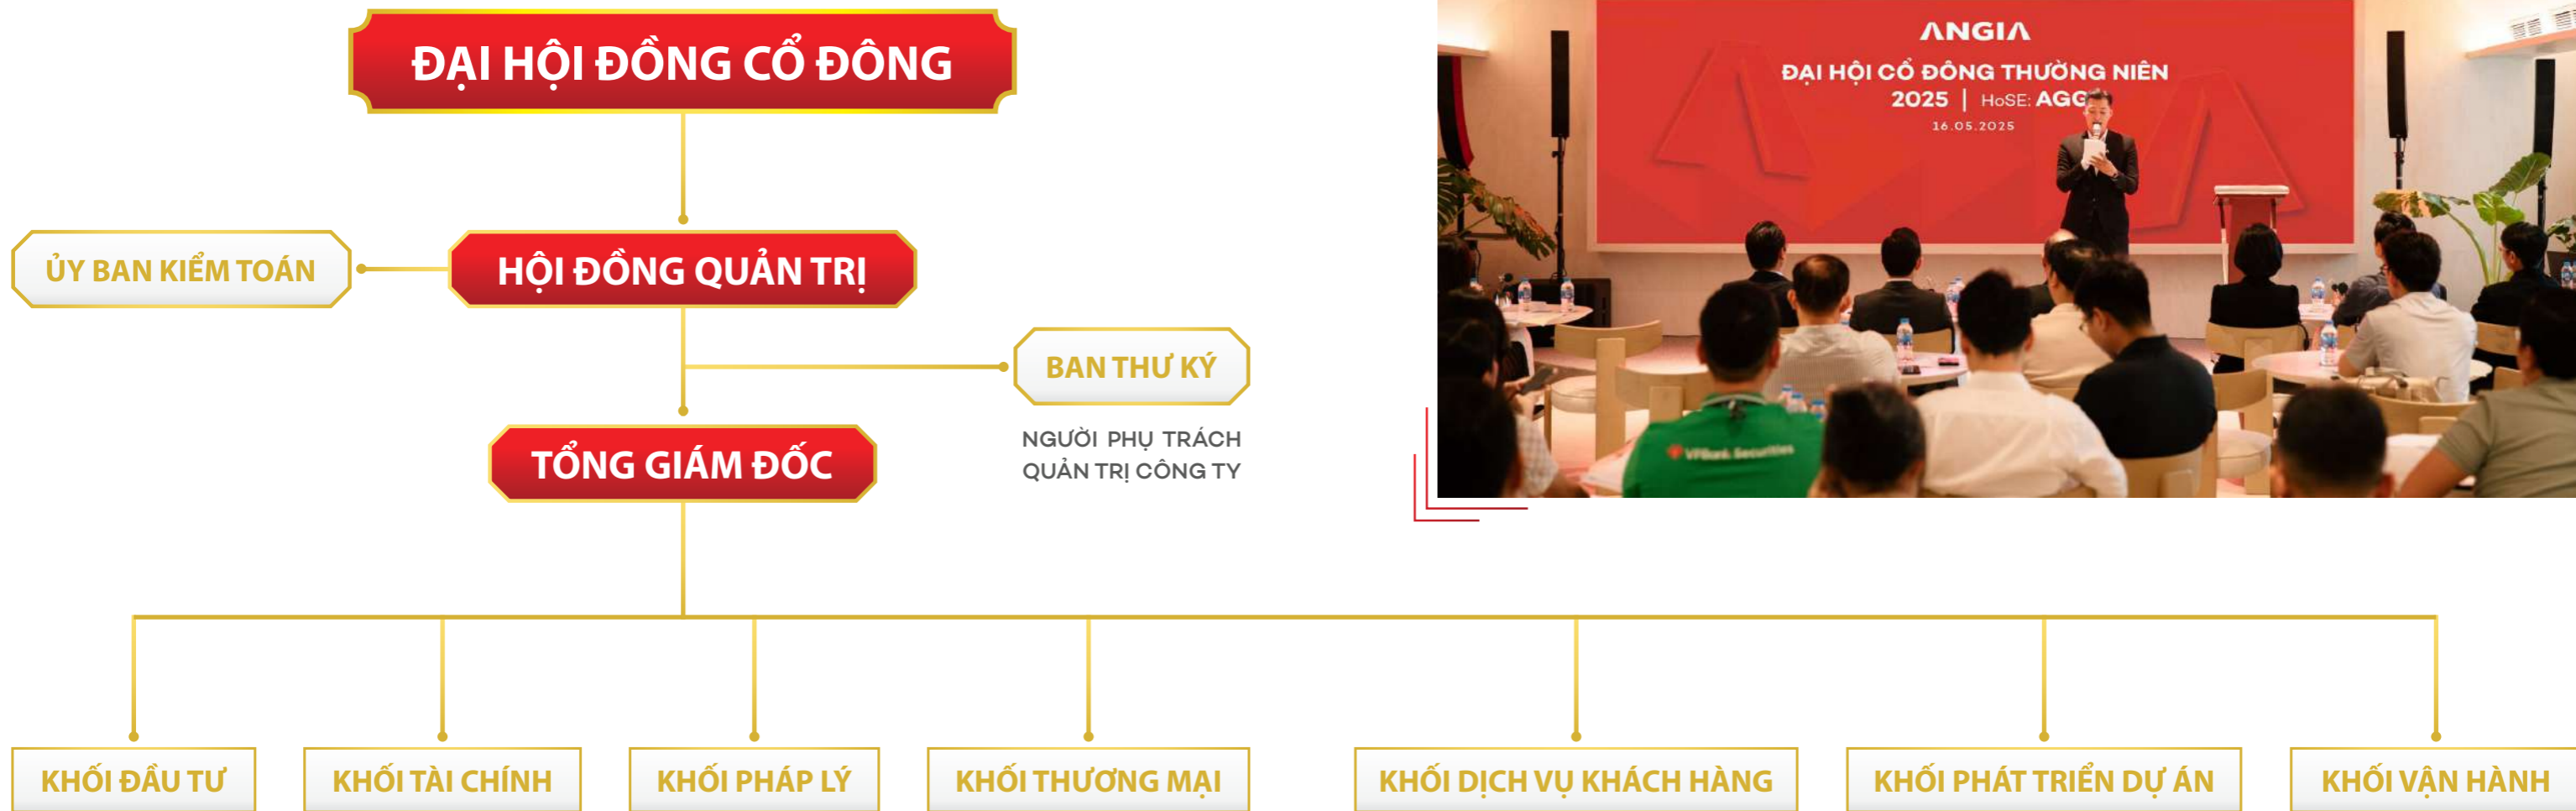 ĐẠI HỘI ĐỒNG CỔ ĐÔNG
ANGIA
ĐẠI HỘI CỔ ĐÔNG THƯỜNG NIÊN
2025 | HoSE: AGG
16.05.2025
ỦY BAN KIỂM TOÁN
HỘI ĐỒNG QUẢN TRỊ
BAN THƯ KÝ
NGƯỜI PHỤ TRÁCH
QUẢN TRỊ CÔNG TY
TỔNG GIÁM ĐỐC
VPBank Securities
KHỐI ĐẦU TƯ
KHỐI TÀI CHÍNH
KHỐI PHÁP LÝ
KHỐI THƯƠNG MẠI
KHỐI DỊCH VỤ KHÁCH HÀNG
KHỐI PHÁT TRIỂN DỰ ÁN
KHỐI VẬN HÀNH